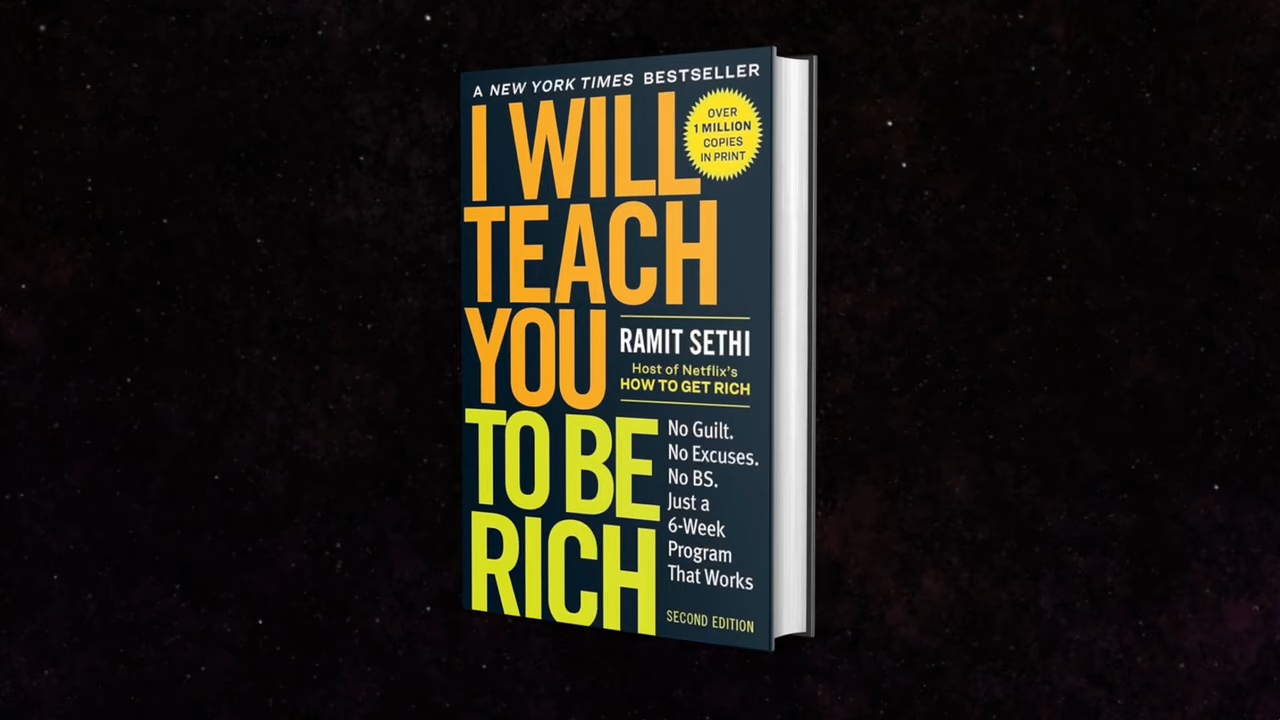 A NEW YORK TIMES BESTSELLER
I WILL
OVER
1 MILLION
COPIES
IN PRINT
TEACH
YOU
RAMIT SETHI
Host of Netflix's
HOW TO GET RICH
TO BE
RICH
No Guilt.
No Excuses.
No BS.
Just a
6-Week
Program
That Works
SECOND EDITION